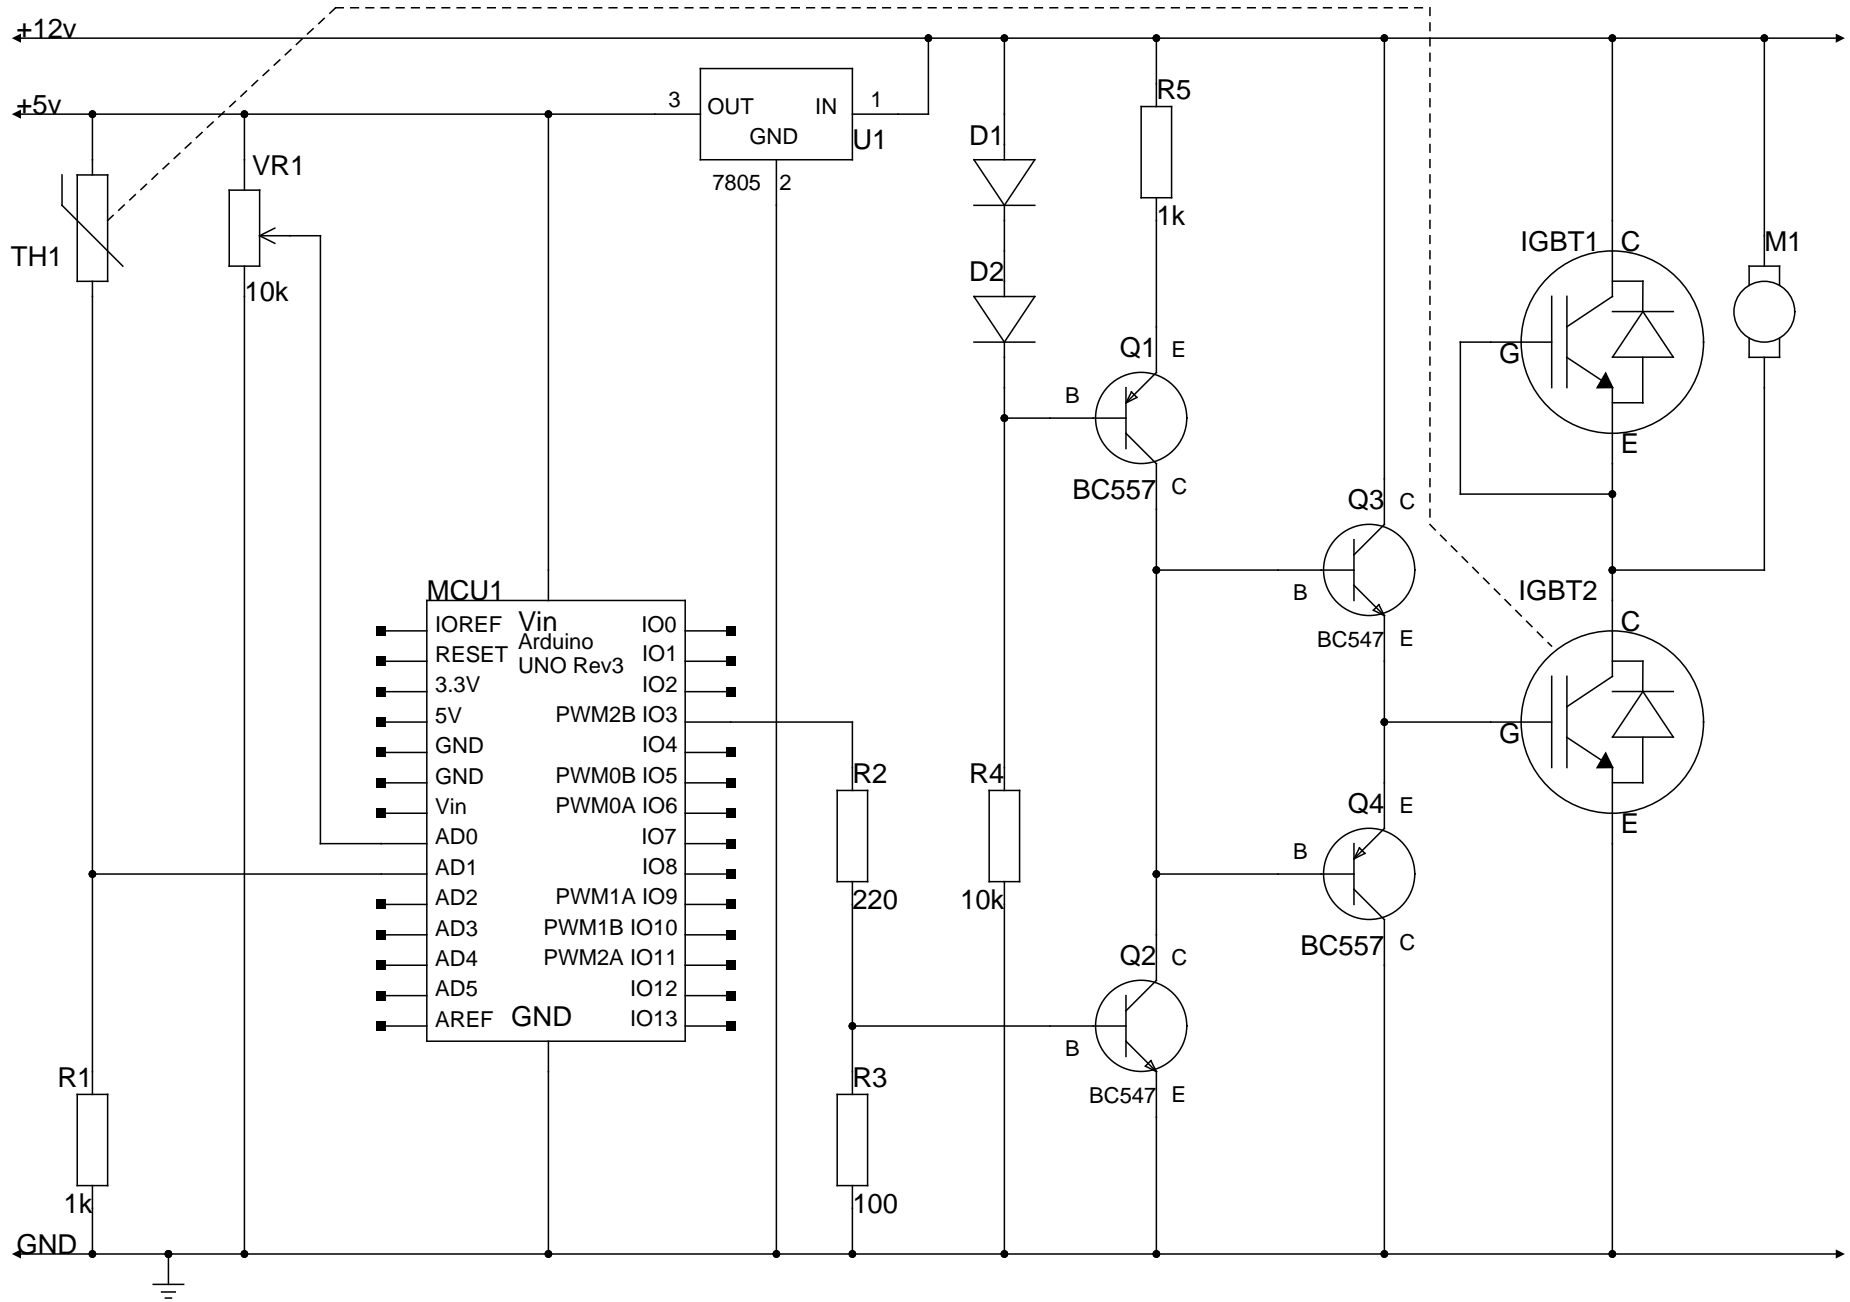 +12v
+5v
TH1
VR1
10k
3
OUT
IN
GND
1
U1
7805
2
D1
D2
R5
1k
Q1
E
B
BC557
C
Q3
C
B
BC547
E
IGBT1
C
G
E
M1
IGBT2
C
G
E
Q4
E
B
BC557
C
MCU1
Vin
Arduino
UNO Rev3
IOREF
RESET
3.3V
5V
GND
GND
Vin
AD0
AD1
AD2
AD3
AD4
AD5
AREF
GND
IO0
IO1
IO2
PWM2B IO3
IO4
PWM0B IO5
PWM0A IO6
IO7
IO8
PWM1A IO9
PWM1B IO10
PWM2A IO11
IO12
IO13
R2
220
R4
10k
Q2
C
B
BC547
E
R1
1k
R3
100
GND